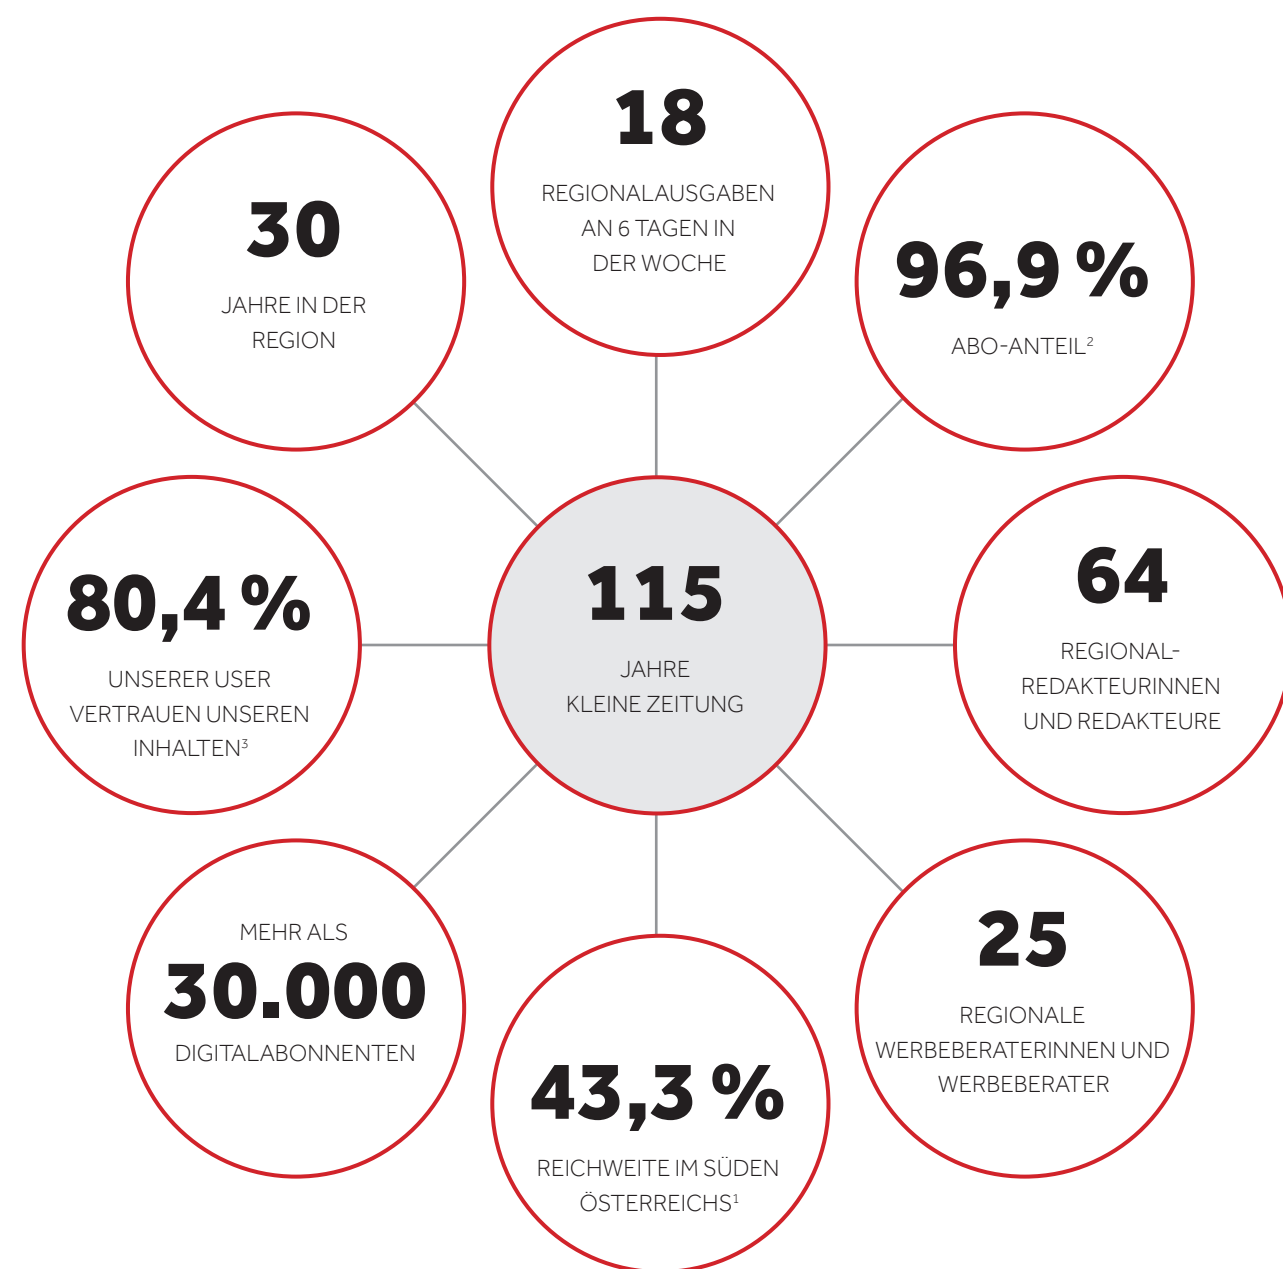 18
REGIONALAUSGABEN
AN 6 TAGEN IN
DER WOCHE
30
JAHRE IN DER
REGION
96,9 %
ABO-ANTEIL²
80,4 %
UNSERER USER
VERTRAUEN UNSEREN
INHALTEN³
115
JAHRE
KLEINE ZEITUNG
64
REGIONAL-
REDAKTEURINNEN
UND REDAKTEURE
MEHR ALS
30.000
DIGITALABONNENTEN
43,3 %
REICHWEITE IM SÜDEN
ÖSTERREICHS¹
25
REGIONALE
WERBEBERATERINNEN UND
WERBEBERATER